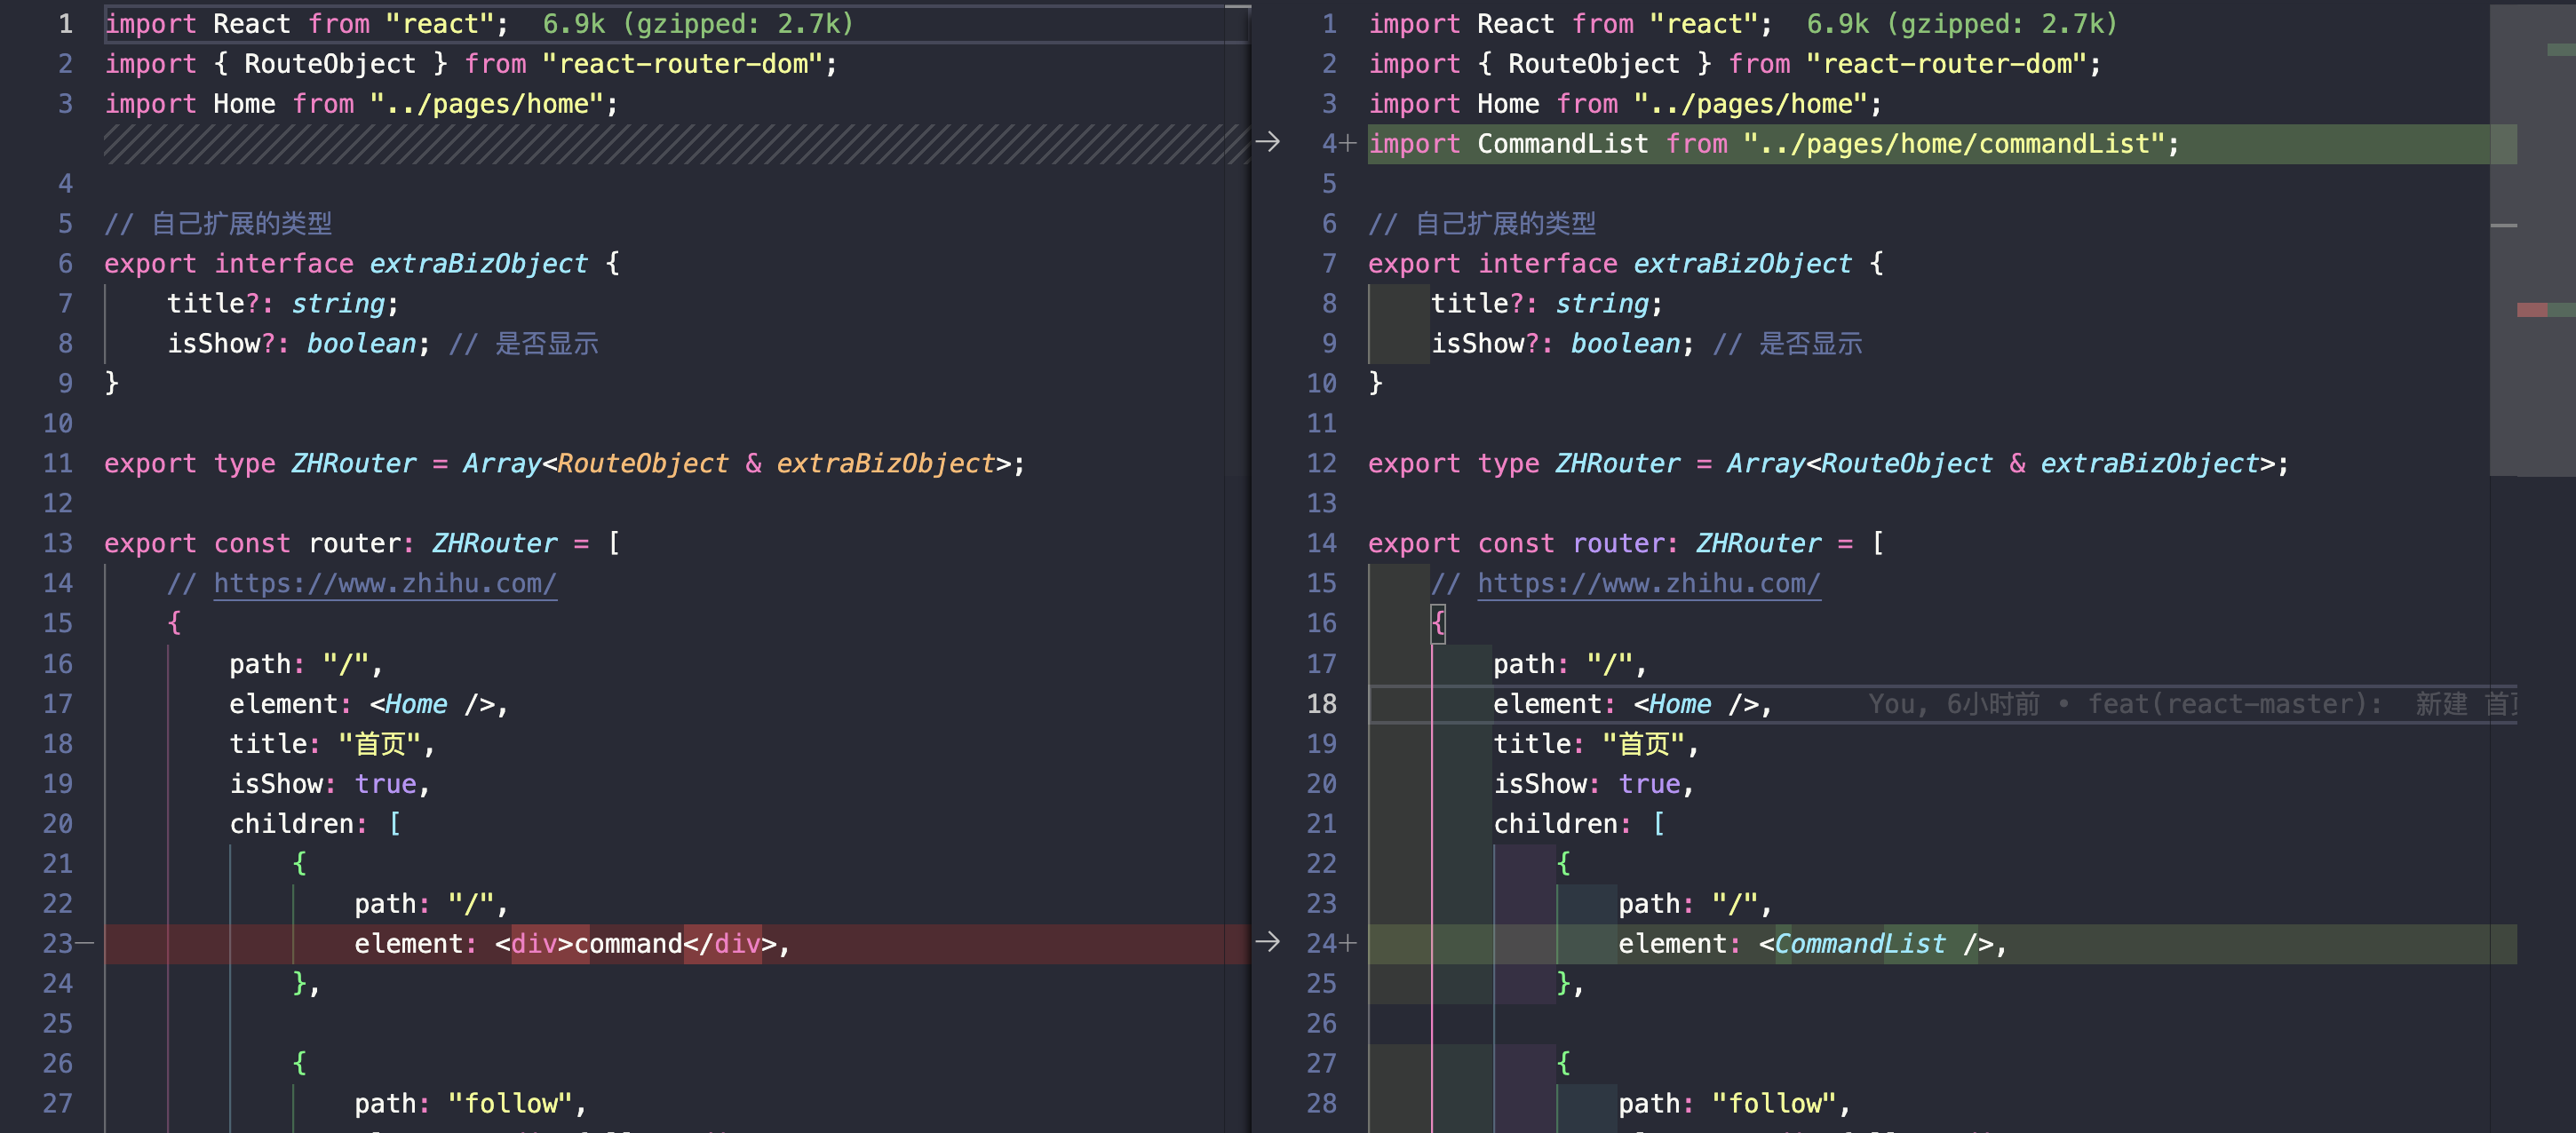 1 import React from "react"; 6.9k (gzipped: 2.7k)
2 import { RouteObject } from "react-router-dom";
3 import Home from "../pages/home";
4
5 // 自己扩展的类型
6 export interface extraBizObject {
7 title?: string;
8 isShow?: boolean; // 是否显示
9 }
10
11 export type ZHRouter = Array<RouteObject & extraBizObject>;
12
13 export const router: ZHRouter = [
14 // https://www.zhihu.com/
15 {
16 path: "/",
17 element: <Home />,
18 title: "首页",
19 isShow: true,
20 children: [
21 {
22 path: "/",
23— element: <div>command</div>,
24 },
25
26 {
27 path: "follow",
1 import React from "react"; 6.9k (gzipped: 2.7k)
2 import { RouteObject } from "react-router-dom";
3 import Home from "../pages/home";
→ 4+ import CommandList from "../pages/home/commandList";
5
6 // 自己扩展的类型
7 export interface extraBizObject {
8 title?: string;
9 isShow?: boolean; // 是否显示
10 }
11
12 export type ZHRouter = Array<RouteObject & extraBizObject>;
13
14 export const router: ZHRouter = [
15 // https://www.zhihu.com/
16 {
17 path: "/",
18 element: <Home />, You, 6小时前 • feat(react-master): 新建 首
19 title: "首页",
20 isShow: true,
21 children: [
22 {
23 path: "/",
→ 24+ element: <CommandList />,
25 },
26
27 {
28 path: "follow",